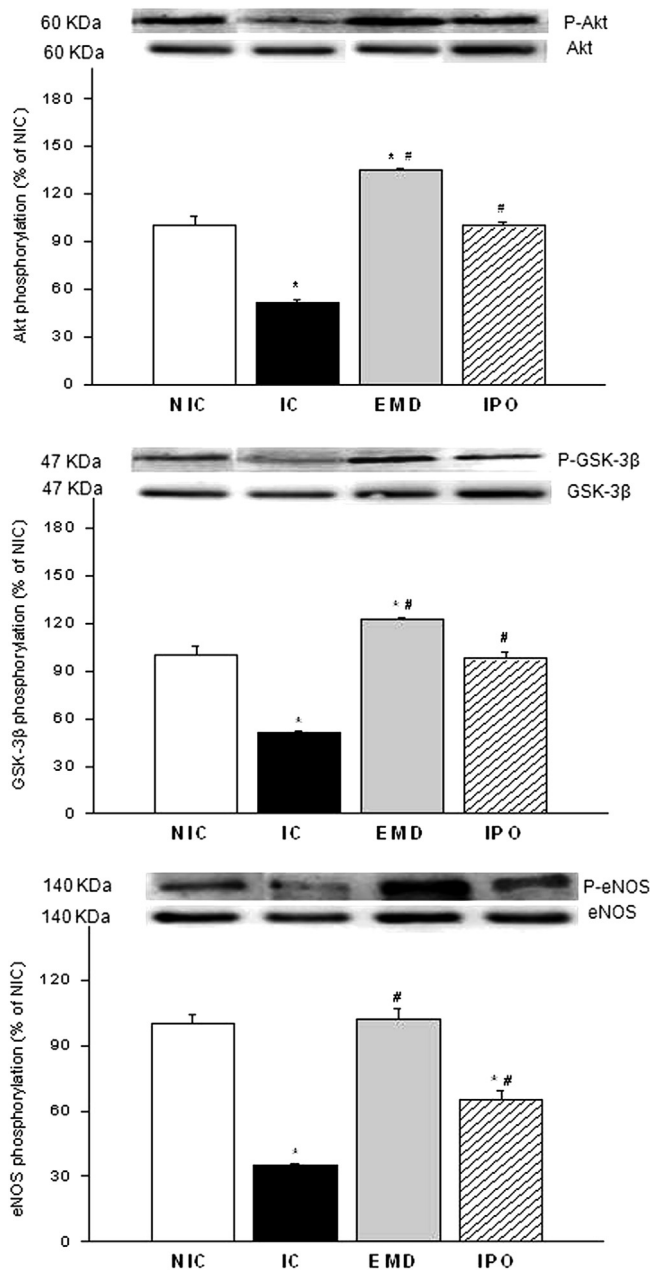 60 KDa P-Akt
60 KDa Akt
Akt phosphorylation (% of NIC)
180
150
120
90
60
30
0
* # 
#
*
NIC IC EMD IPO
47 KDa P-GSK-3β
47 KDa GSK-3β
GSK-3β phosphorylation (% of NIC)
180
150
120
90
60
30
0
* #
#
*
NIC IC EMD IPO
140 KDa P-eNOS
140 KDa eNOS
eNOS phosphorylation (% of NIC)
120
90
60
30
0
#
* #
*
NIC IC EMD IPO